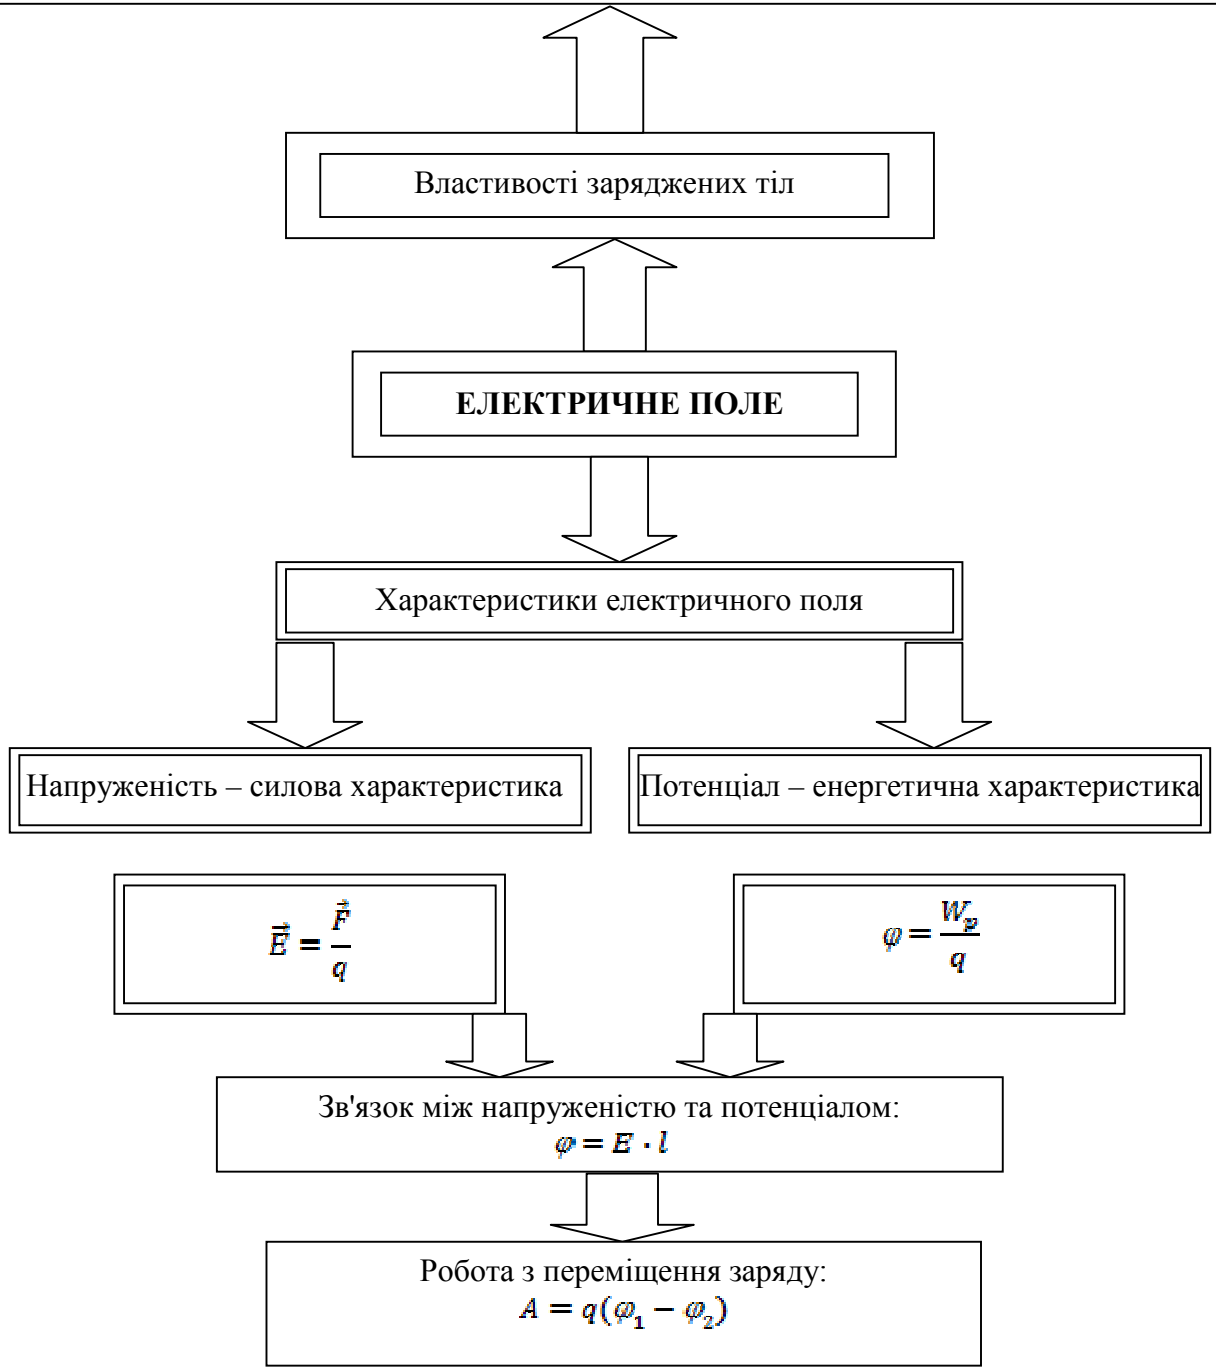 Властивості заряджених тіл
ЕЛЕКТРИЧНЕ ПОЛЕ
Характеристики електричного поля
Напруженість – силова характеристика
Потенціал – енергетична характеристика
E⃗ = F⃗/q
φ = W_φ/q
Зв'язок між напруженістю та потенціалом:
φ = E · l
Робота з переміщення заряду:
A = q(φ₁ − φ₂)